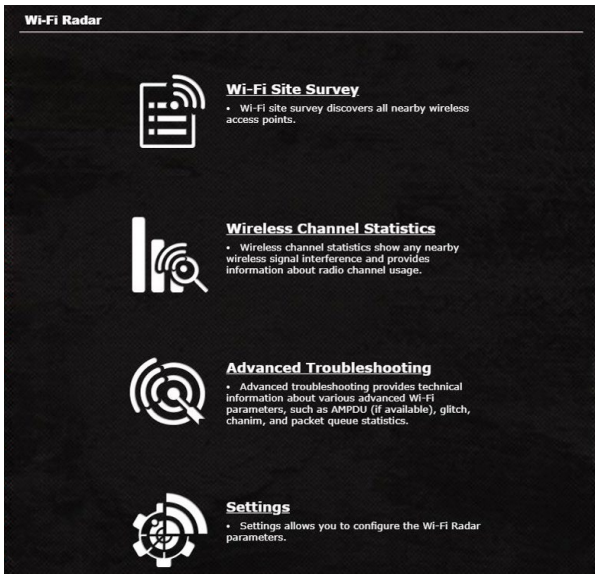 Wi-Fi Radar
Wi-Fi Site Survey
• Wi-Fi site survey discovers all nearby wireless
access points.
Wireless Channel Statistics
• Wireless channel statistics show any nearby
wireless signal interference and provides
information about radio channel usage.
Advanced Troubleshooting
• Advanced troubleshooting provides technical
information about various advanced Wi-Fi
parameters, such as AMPDU (if available), glitch,
chanim, and packet queue statistics.
Settings
• Settings allows you to configure the Wi-Fi Radar
parameters.